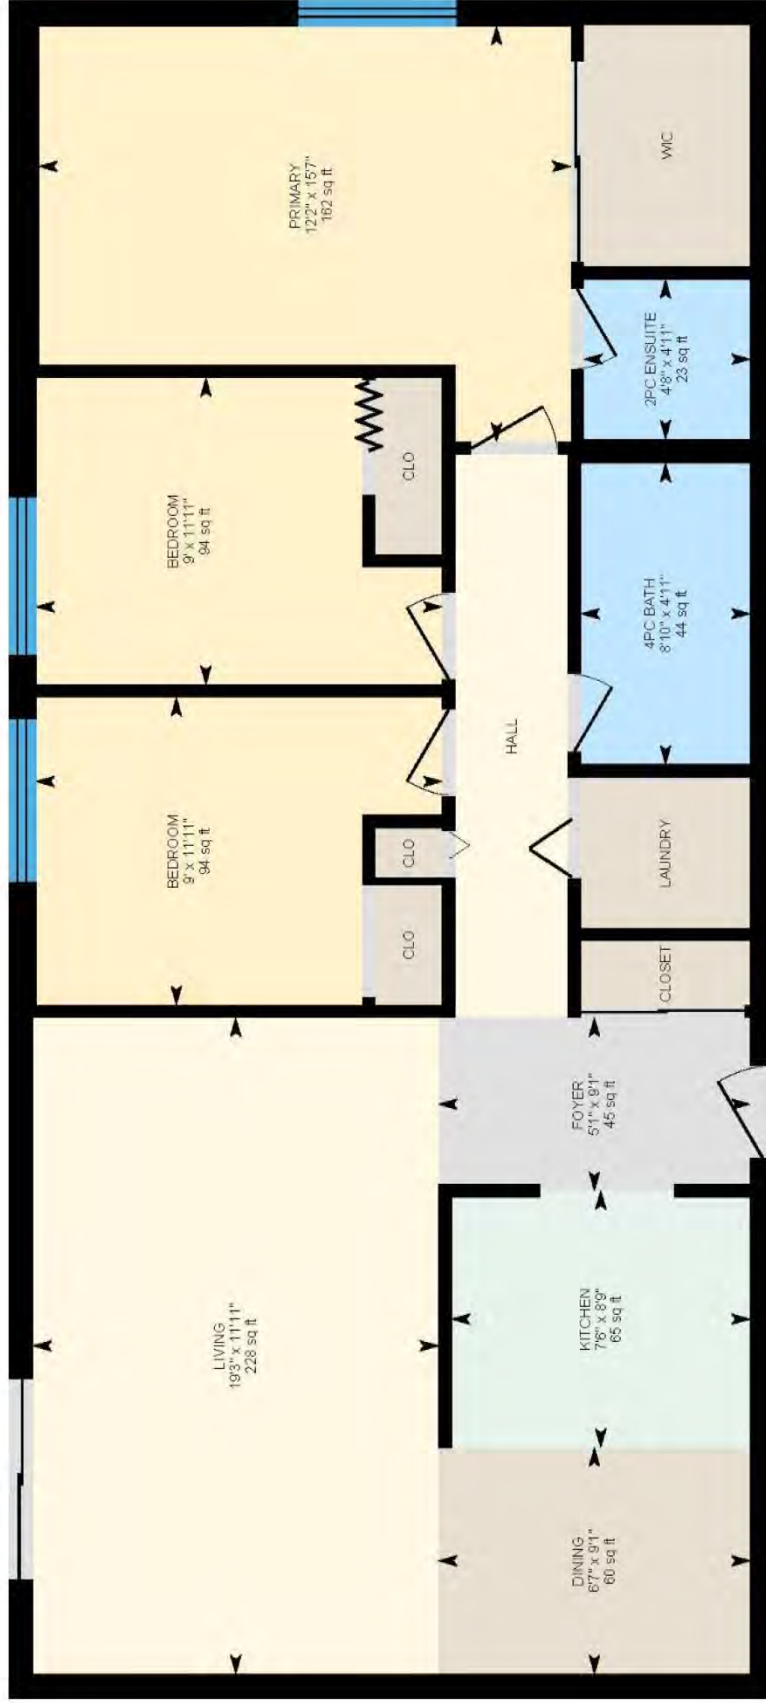 PRIMARY
12'2" x 15'7"
162 sq ft
WIC
2PC ENSUITE
4'8" x 4'11"
23 sq ft
BEDROOM
9' x 11'11"
94 sq ft
CLO
4PC BATH
8'10" x 4'11"
44 sq ft
HALL
BEDROOM
9' x 11'11"
94 sq ft
CLO
CLO
LAUNDRY
CLOSET
FOYER
5'1" x 9'1"
45 sq ft
LIVING
19'3" x 11'11"
228 sq ft
KITCHEN
7'6" x 8'9"
65 sq ft
DINING
6'7" x 9'1"
60 sq ft